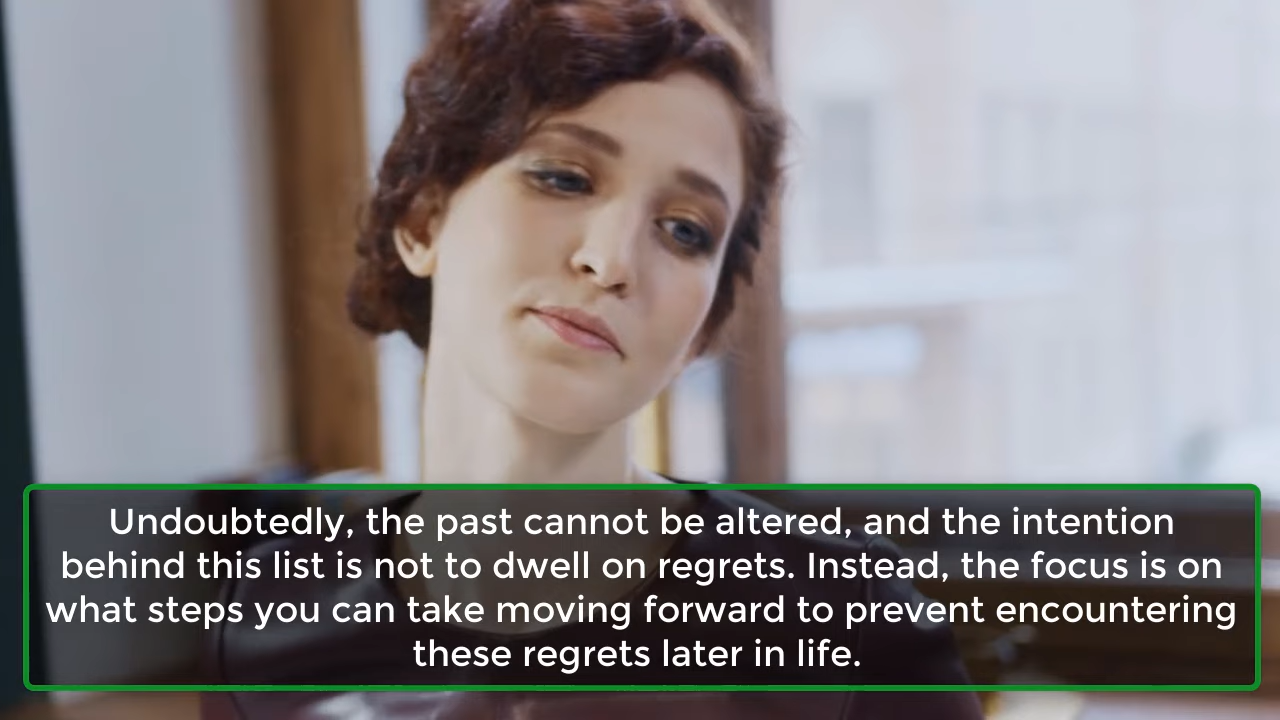 Undoubtedly, the past cannot be altered, and the intention
behind this list is not to dwell on regrets. Instead, the focus is on
what steps you can take moving forward to prevent encountering
these regrets later in life.